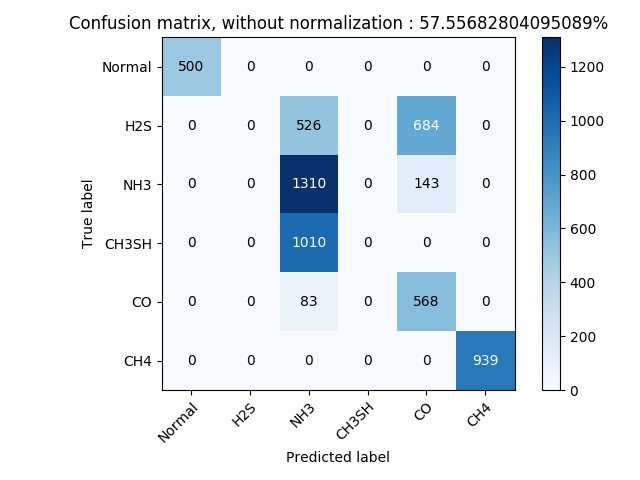 Confusion matrix, without normalization : 57.55682804095089%
Normal 500 0 0 0 0 0
H2S 0 0 526 0 684 0
NH3 0 0 1310 0 143 0
CH3SH 0 0 1010 0 0 0
CO 0 0 83 0 568 0
CH4 0 0 0 0 0 939
True label
Normal H2S NH3 CH3SH CO CH4
Predicted label
1200
1000
800
600
400
200
0